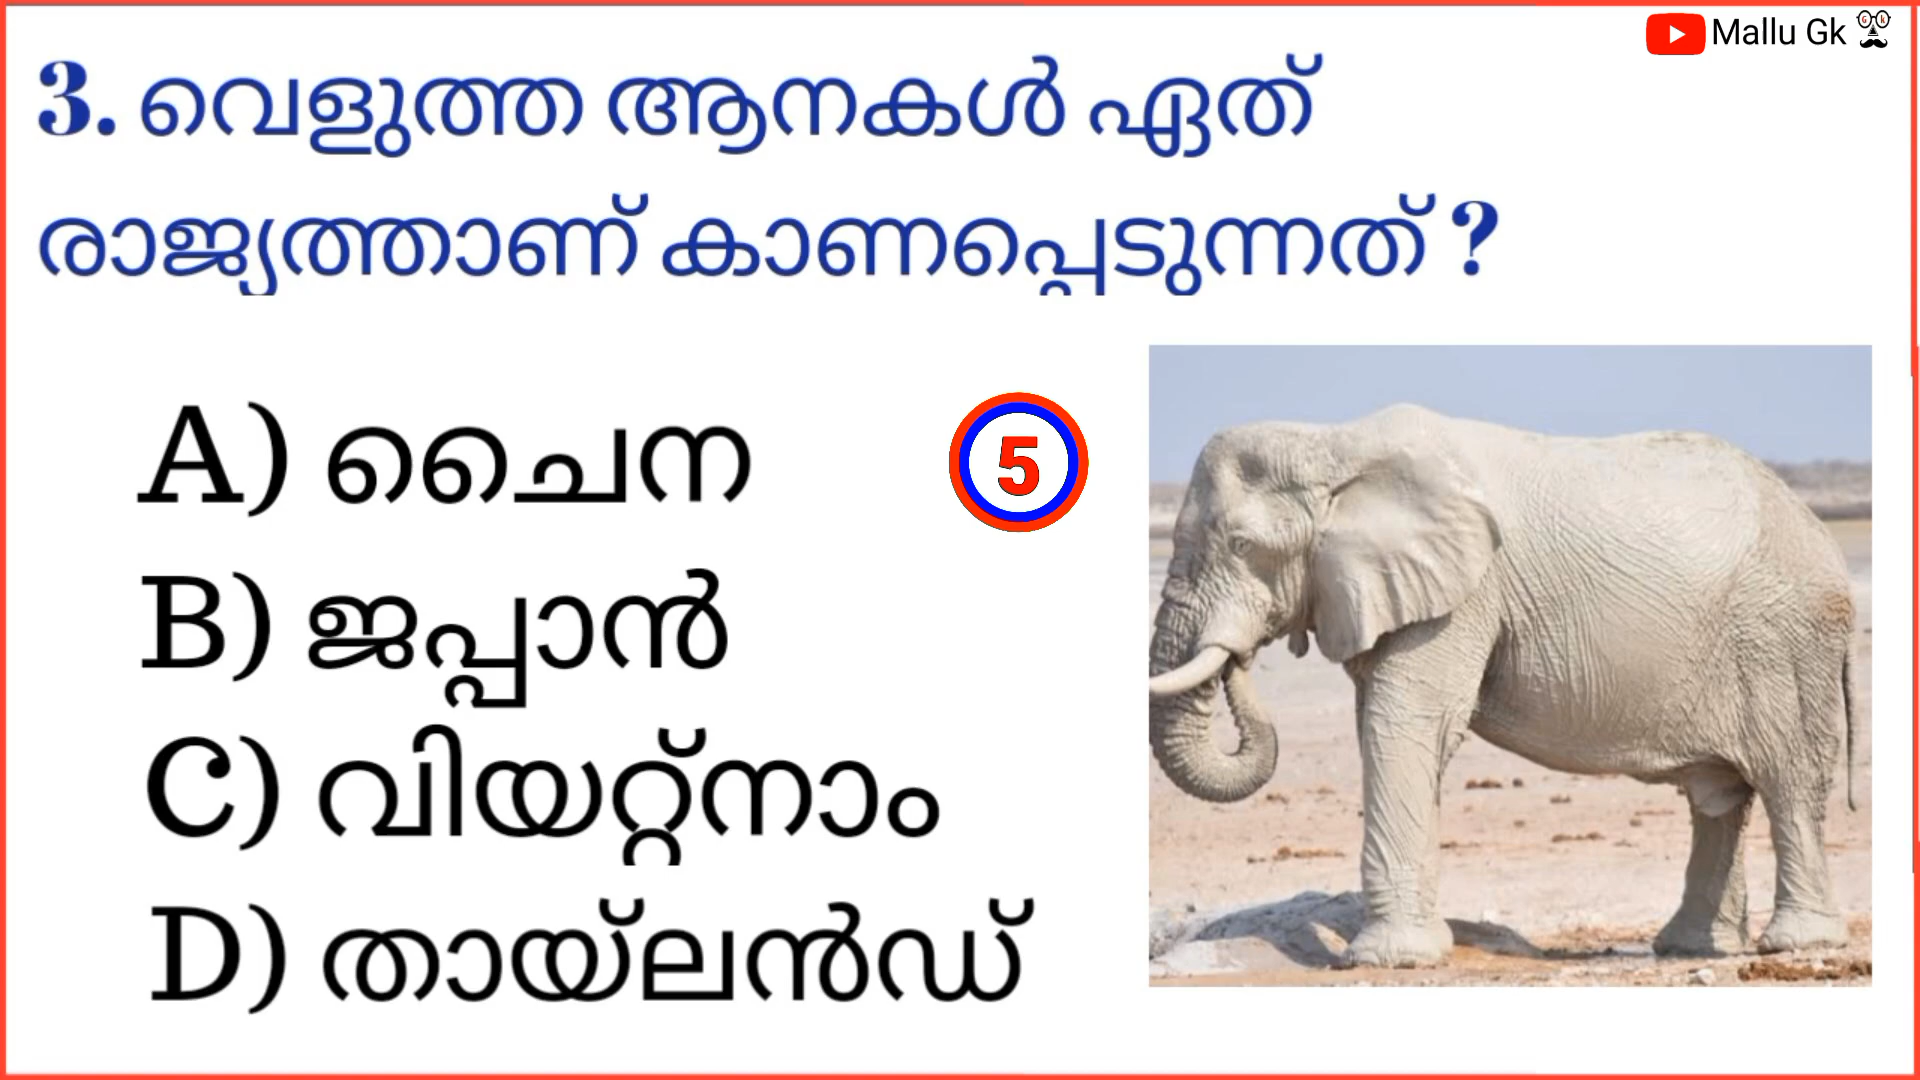 Mallu Gk
3. വെളുത്ത ആനകൾ ഏത്
രാജ്യത്താണ് കാണപ്പെടുന്നത് ?
A) ചൈന
5
B) ജപ്പാൻ
C) വിയറ്റ്നാം
D) തായ്ലൻഡ്